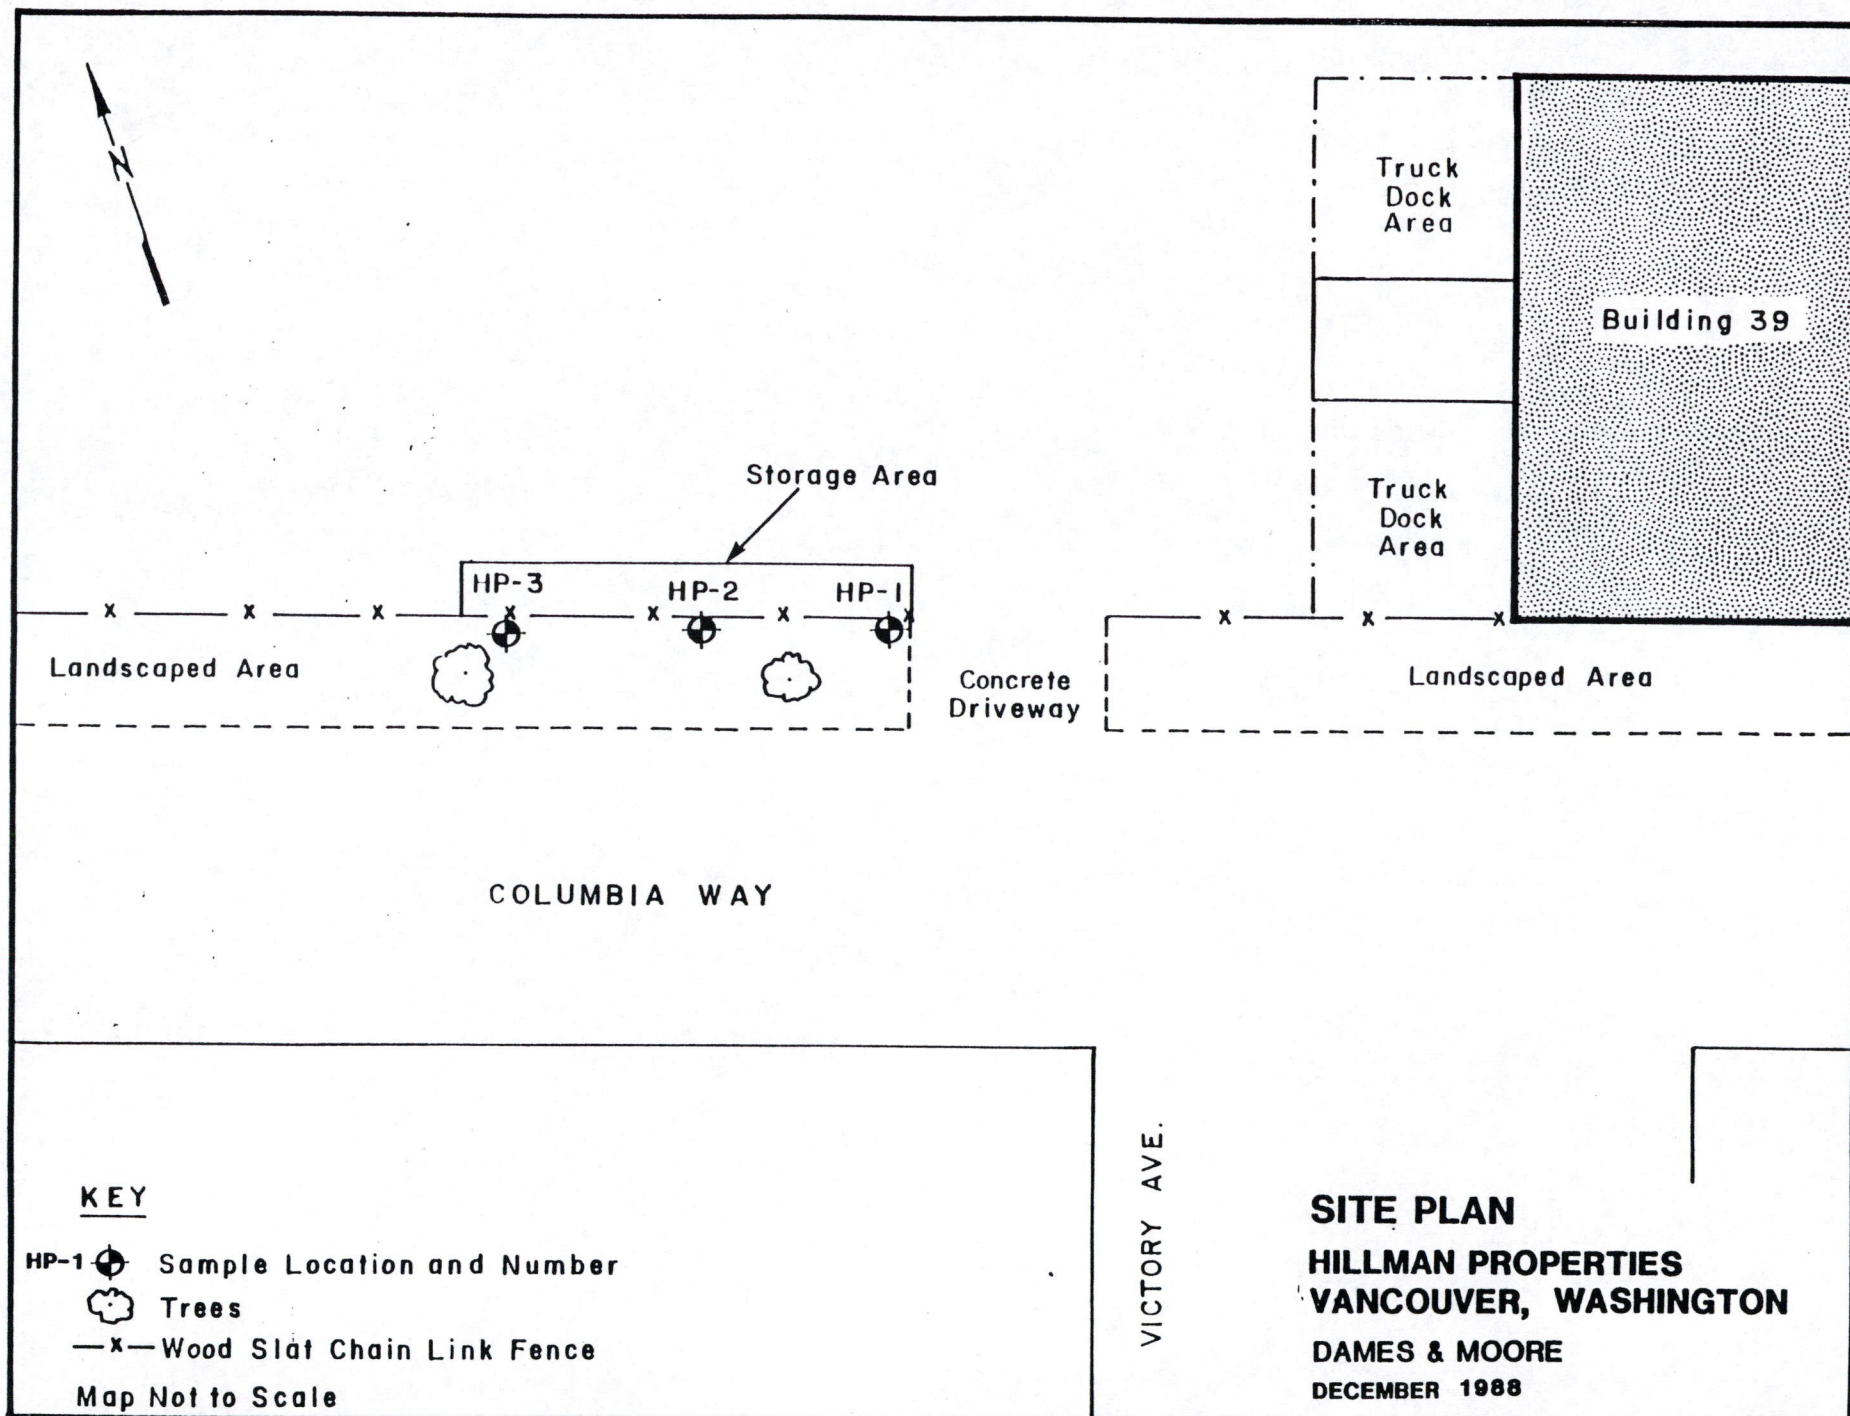 N
Truck
Dock
Area
Building 39
Storage Area
Truck
Dock
Area
HP-3
HP-2
HP-1
x x x x x x x x x x
Landscaped Area
Concrete
Driveway
Landscaped Area
COLUMBIA WAY
VICTORY AVE.
KEY
HP-1 Sample Location and Number
Trees
—x— Wood Slat Chain Link Fence
Map Not to Scale
SITE PLAN
HILLMAN PROPERTIES
VANCOUVER, WASHINGTON
DAMES & MOORE
DECEMBER 1988